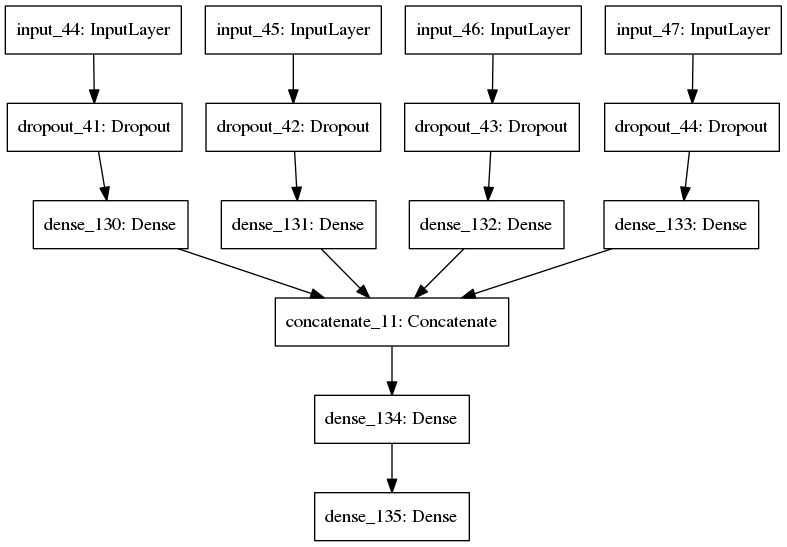 input_44: InputLayer
input_45: InputLayer
input_46: InputLayer
input_47: InputLayer
dropout_41: Dropout
dropout_42: Dropout
dropout_43: Dropout
dropout_44: Dropout
dense_130: Dense
dense_131: Dense
dense_132: Dense
dense_133: Dense
concatenate_11: Concatenate
dense_134: Dense
dense_135: Dense